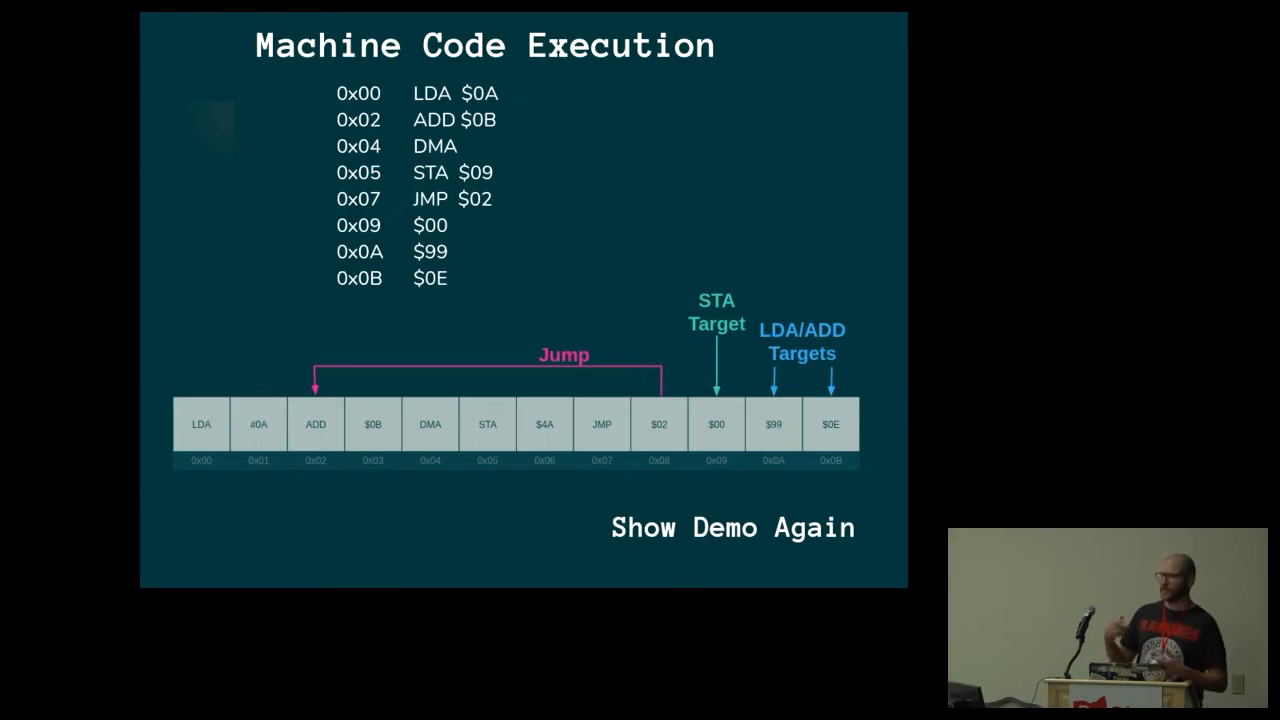 Machine Code Execution
0x00 LDA $0A
0x02 ADD $0B
0x04 DMA
0x05 STA $09
0x07 JMP $02
0x09 $00
0x0A $99
0x0B $0E
STA
Target
LDA/ADD
Targets
Jump
LDA #0A ADD $0B DMA STA $4A JMP $02 $00 $99 $0E
0x00 0x01 0x02 0x03 0x04 0x05 0x06 0x07 0x08 0x09 0x0A 0x0B
Show Demo Again